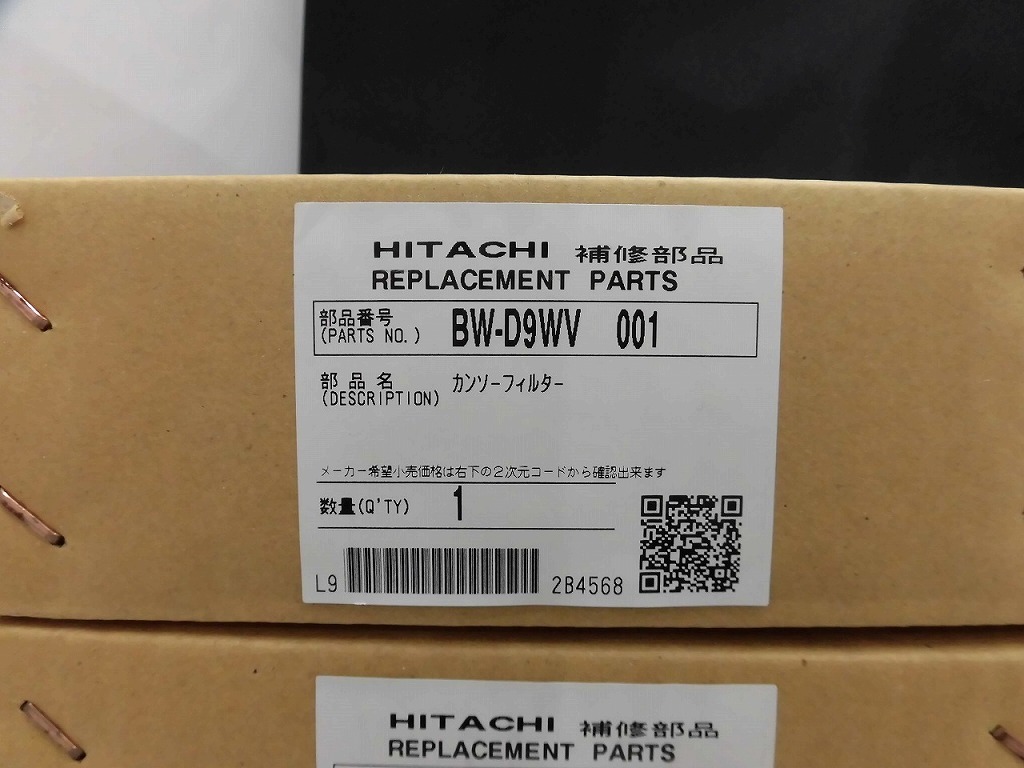 HITACHI 補修部品
REPLACEMENT PARTS
部品番号 BW-D9WV 001
(PARTS NO.)
部品名 カンソーフィルター
(DESCRIPTION)
メーカー希望小売価格は右下の2次元コードから確認出来ます
数量(Q'TY) 1
L9 2B4568
HITACHI 補修部品
REPLACEMENT PARTS